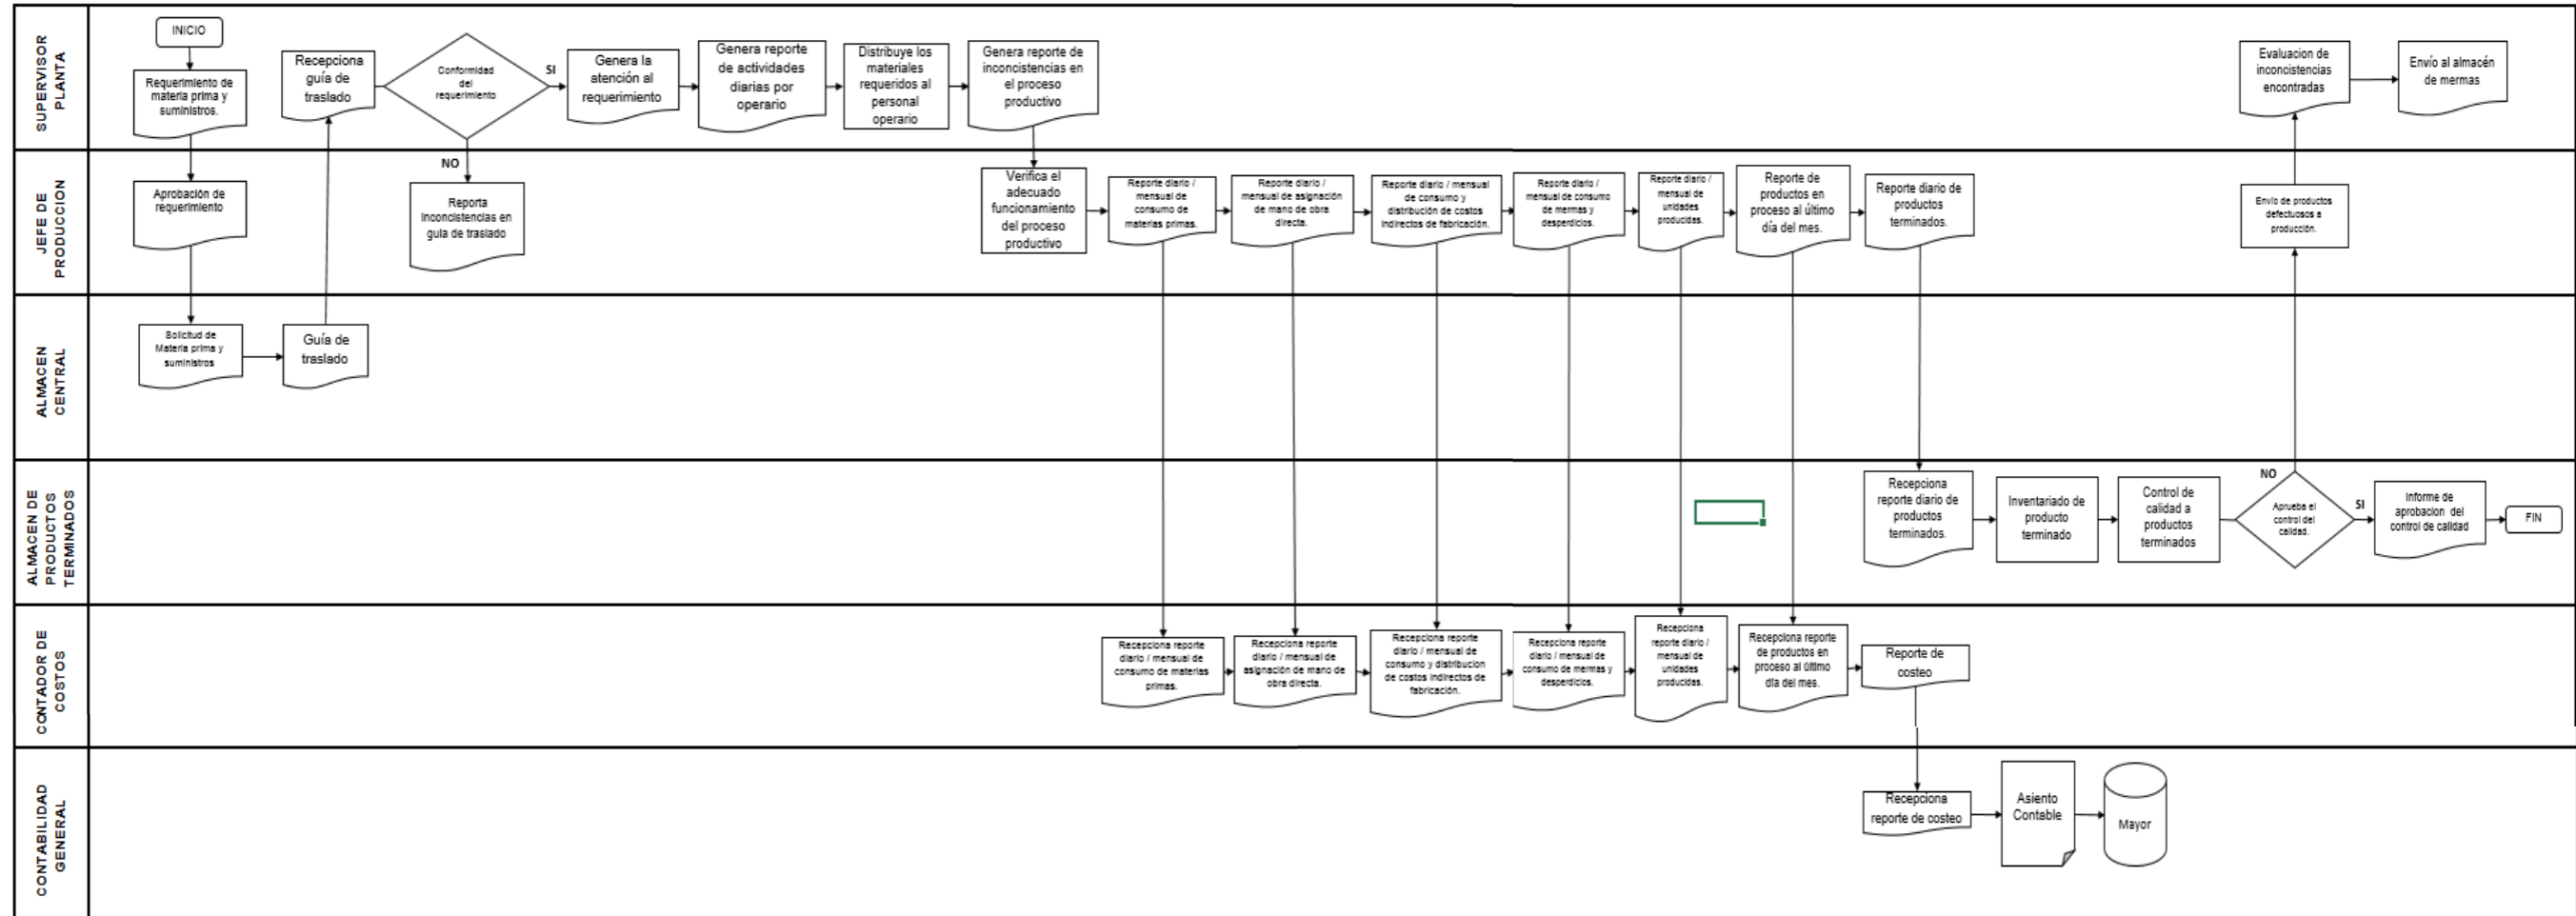 SUPERVISOR
PLANTA
INICIO
Requerimiento de
materia prima y
suministros.
Recepciona
guía de
traslado
Conformidad
del
requerimiento
SI
NO
Genera la
atención al
requerimiento
Genera reporte
de actividades
diarias por
operario
Distribuye los
materiales
requeridos al
personal
operario
Genera reporte de
inconcistencias en
el proceso
productivo
Evaluacion de
inconcistencias
encontradas
Envío al almacén
de mermas
JEFE DE
PRODUCCION
Aprobación de
requerimiento
Reporta
inconcistencias en
guía de traslado
Verifica el
adecuado
funcionamiento
del proceso
productivo
Reporte diario /
mensual de
consumo de
materias primas.
Reporte diario /
mensual de asignación
de mano de obra
directa.
Reporte diario / mensual
de consumo y
distribución de costos
indirectos de fabricación.
Reporte diario /
mensual de consumo
de mermas y
desperdicios.
Reporte diario /
mensual de
unidades
producidas.
Reporte de
productos en
proceso al último
día del mes.
Reporte diario de
productos
terminados.
Envío de productos
defectuosos a
producción.
ALMACEN
CENTRAL
Solicitud de
Materia prima y
suministros
Guía de
traslado
ALMACEN DE
PRODUCTOS
TERMINADOS
Recepciona
reporte diario de
productos
terminados.
Inventariado de
producto
terminado
Control de
calidad a
productos
terminados
NO
Aprueba el
control del
calidad.
SI
Informe de
aprobacion del
control de calidad
FIN
CONTADOR DE
COSTOS
Recepciona reporte
diario / mensual de
consumo de materias
primas.
Recepciona reporte
diario / mensual de
asignación de mano de
obra directa.
Recepciona reporte
diario / mensual de
consumo y distribucion
de costos indirectos de
fabricación.
Recepciona reporte
diario / mensual de
consumo de mermas y
desperdicios.
Recepciona
reporte diario /
mensual de
unidades
producidas.
Recepciona reporte
de productos en
proceso al último
día del mes.
Reporte de
costeo
CONTABILIDAD
GENERAL
Recepciona
reporte de costeo
Asiento
Contable
Mayor